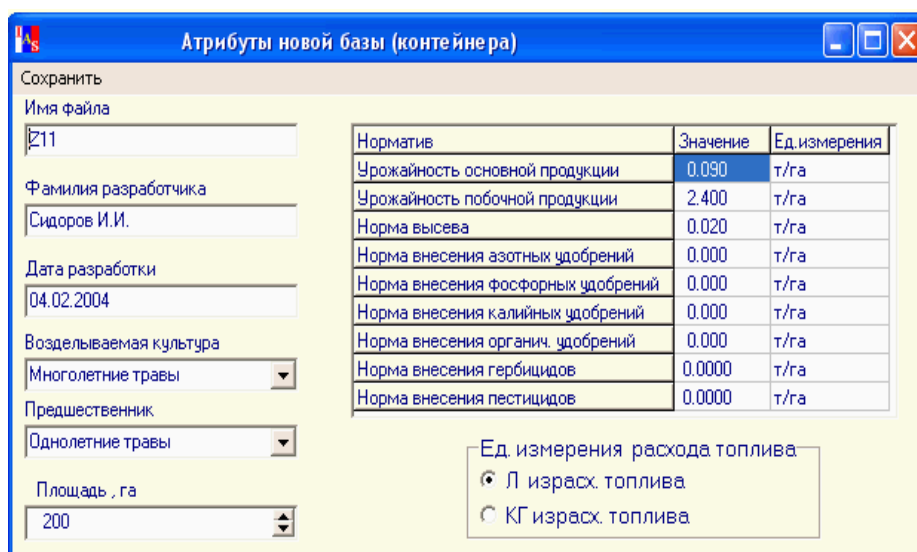 IAs
Атрибуты новой базы (контейнера)
Сохранить
Имя файла
Z11
Фамилия разработчика
Сидоров И.И.
Дата разработки
04.02.2004
Возделываемая культура
Многолетние травы
Предшественник
Однолетние травы
Площадь , га
200
Норматив Значение Ед.измерения
Урожайность основной продукции 0.090 т/га
Урожайность побочной продукции 2.400 т/га
Норма высева 0.020 т/га
Норма внесения азотных удобрений 0.000 т/га
Норма внесения фосфорных удобрений 0.000 т/га
Норма внесения калийных удобрений 0.000 т/га
Норма внесения органич. удобрений 0.000 т/га
Норма внесения гербицидов 0.0000 т/га
Норма внесения пестицидов 0.0000 т/га
Ед. измерения расхода топлива
Л израсх. топлива
КГ израсх. топлива